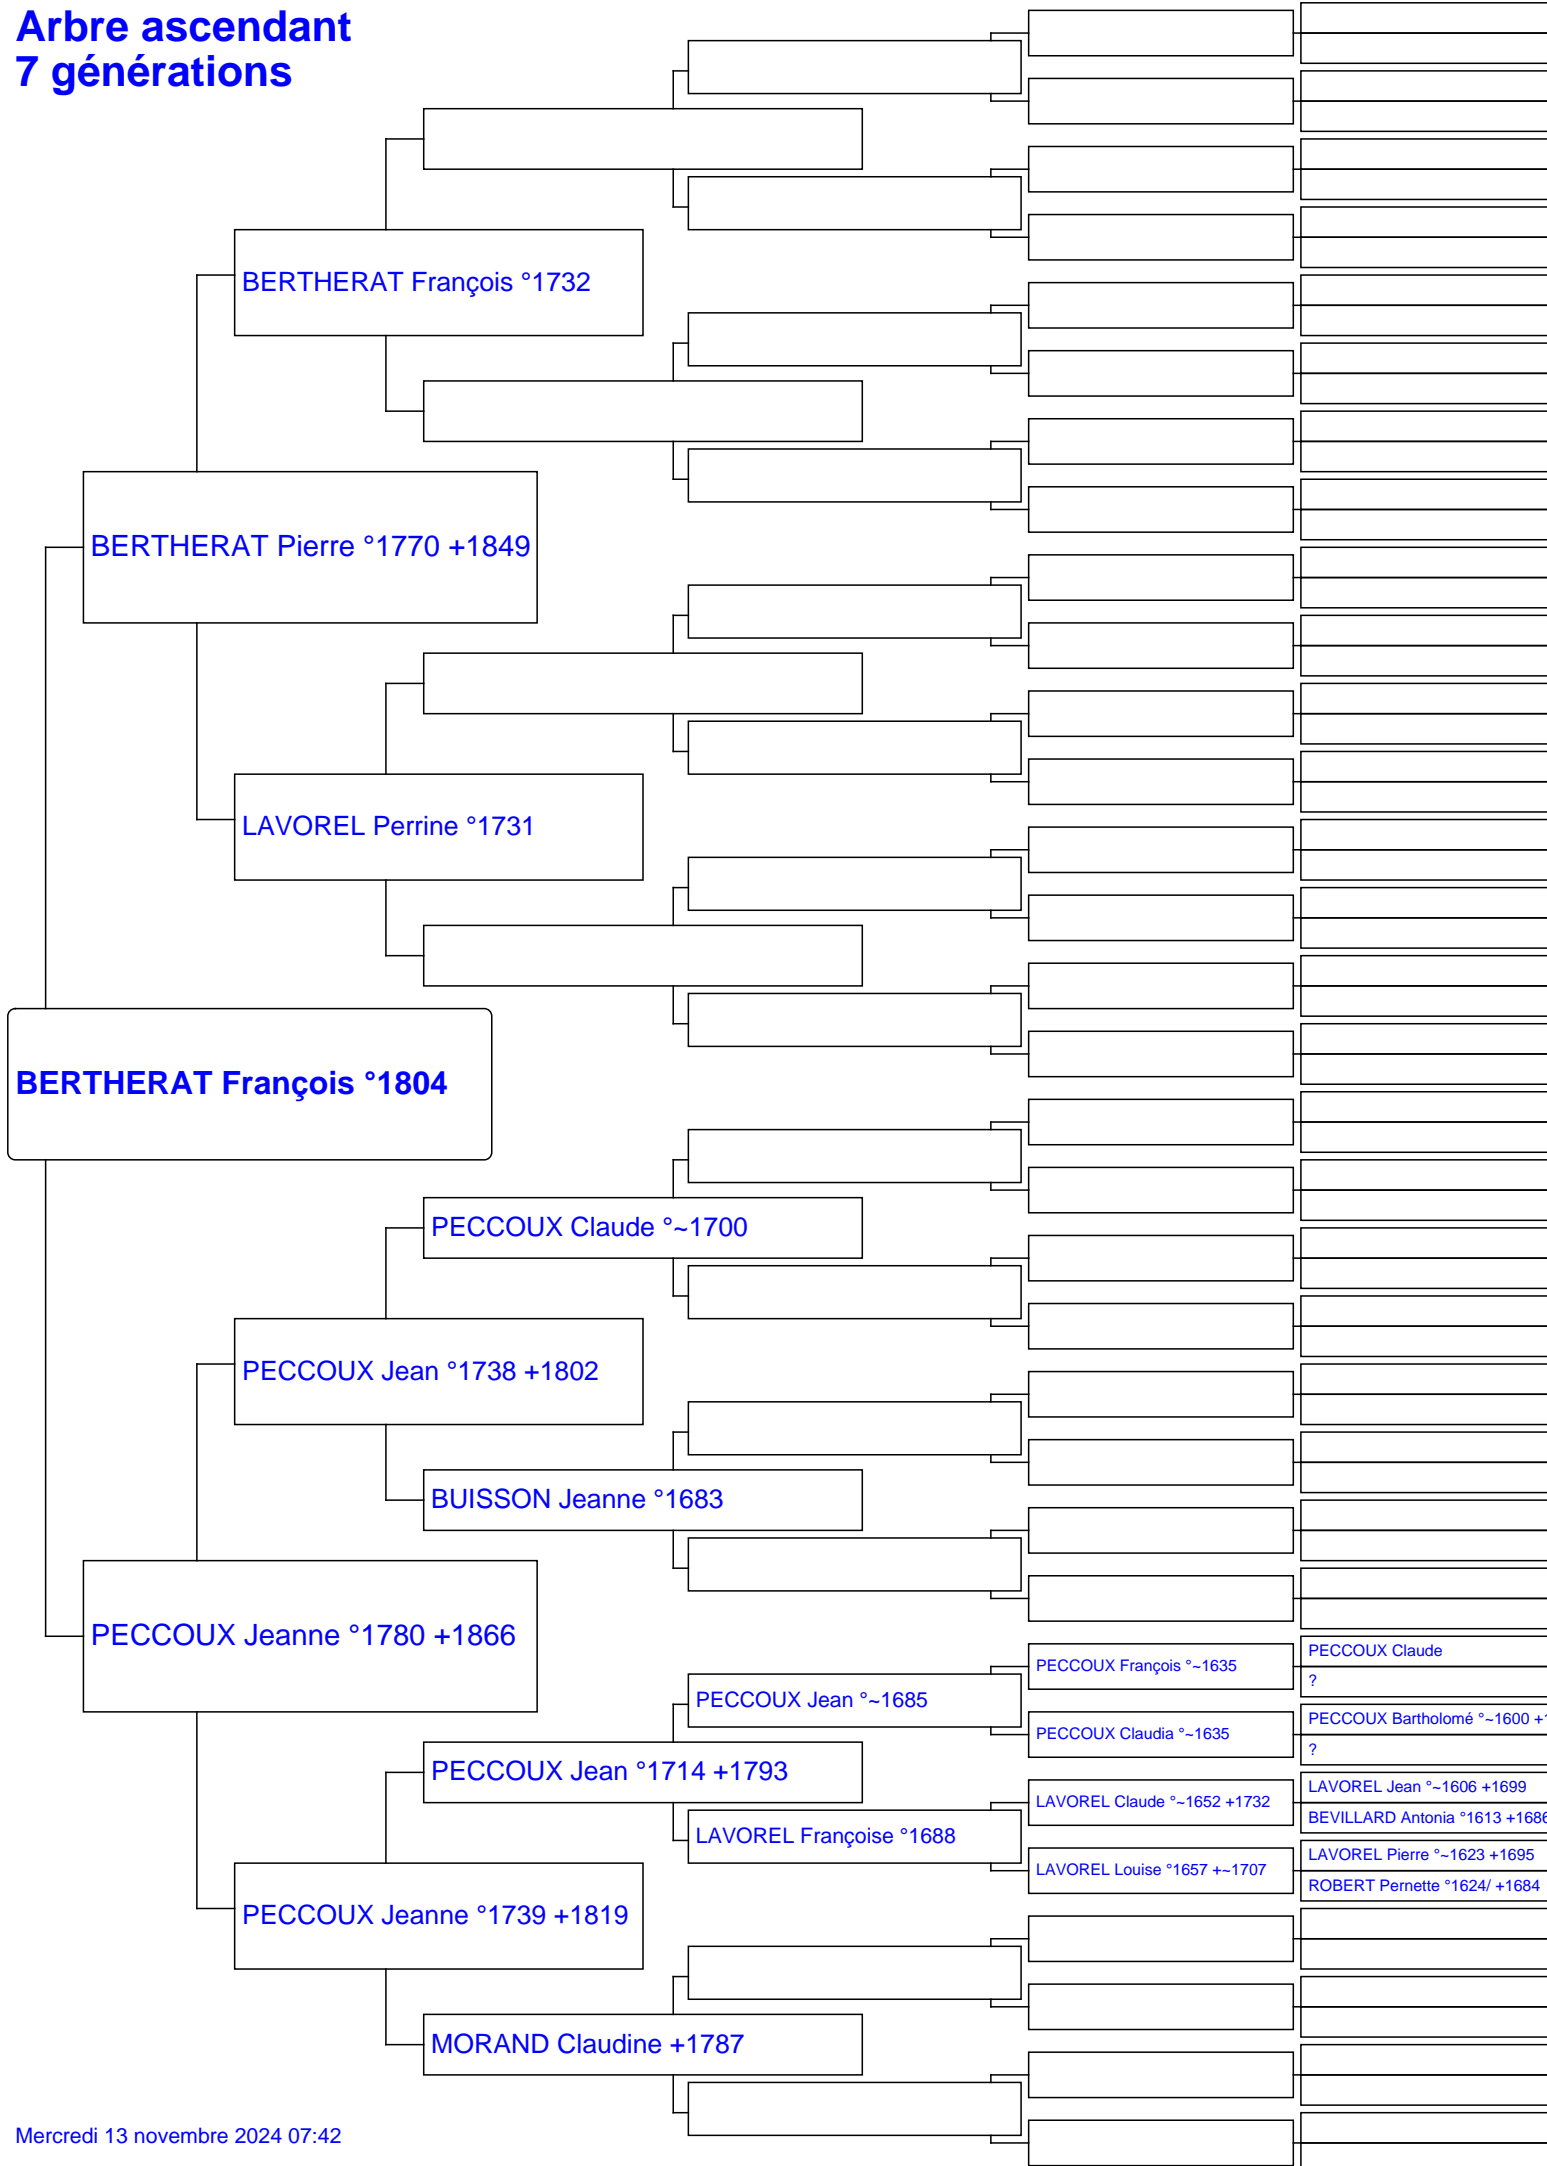 Arbre ascendant
7 générations
BERTHERAT François °1732
BERTHERAT Pierre °1770 +1849
LAVOREL Perrine °1731
BERTHERAT François °1804
PECCOUX Claude °~1700
PECCOUX Jean °1738 +1802
BUISSON Jeanne °1683
PECCOUX Jeanne °1780 +1866
PECCOUX François °~1635
PECCOUX Claude
?
PECCOUX Jean °~1685
PECCOUX Claudia °~1635
PECCOUX Bartholomé °~1600
?
PECCOUX Jean °1714 +1793
LAVOREL Claude °~1652 +1732
LAVOREL Jean °~1606 +1699
BEVILLARD Antonia °1613 +1686
LAVOREL Françoise °1688
LAVOREL Louise °1657 +~1707
LAVOREL Pierre °~1623 +1695
ROBERT Pernette °1624/ +1684
PECCOUX Jeanne °1739 +1819
MORAND Claudine +1787
Mercredi 13 novembre 2024 07:42